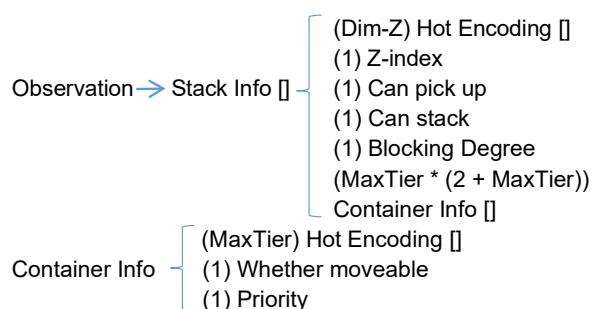 (Dim-Z) Hot Encoding []
(1) Z-index
Observation Stack Info [] (1) Can pick up
(1) Can stack
(1) Blocking Degree
(MaxTier * (2 + MaxTier))
Container Info []
(MaxTier) Hot Encoding []
Container Info (1) Whether moveable
(1) Priority